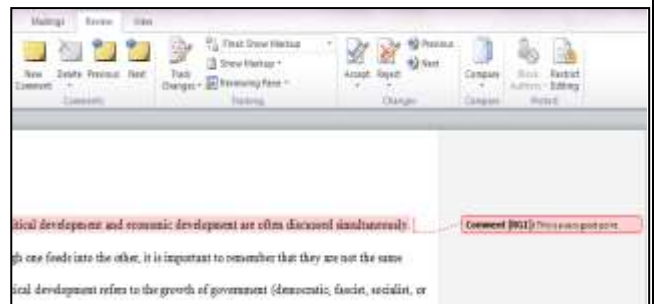 Mailings Review View
Final: Show Markup
Show Markup
Reviewing Pane
Previous
Next
New Comment Delete Previous Next
Track Changes
Accept Reject
Compare
Block Authors
Restrict Editing
Comments Tracking Changes Compare Protect
itical development and economic development are often discussed simultaneously.
Comment [BG1]: This is a very good point.
gh one feeds into the other, it is important to remember that they are not the same
ical development refers to the growth of government (democratic, fascist, socialist, or